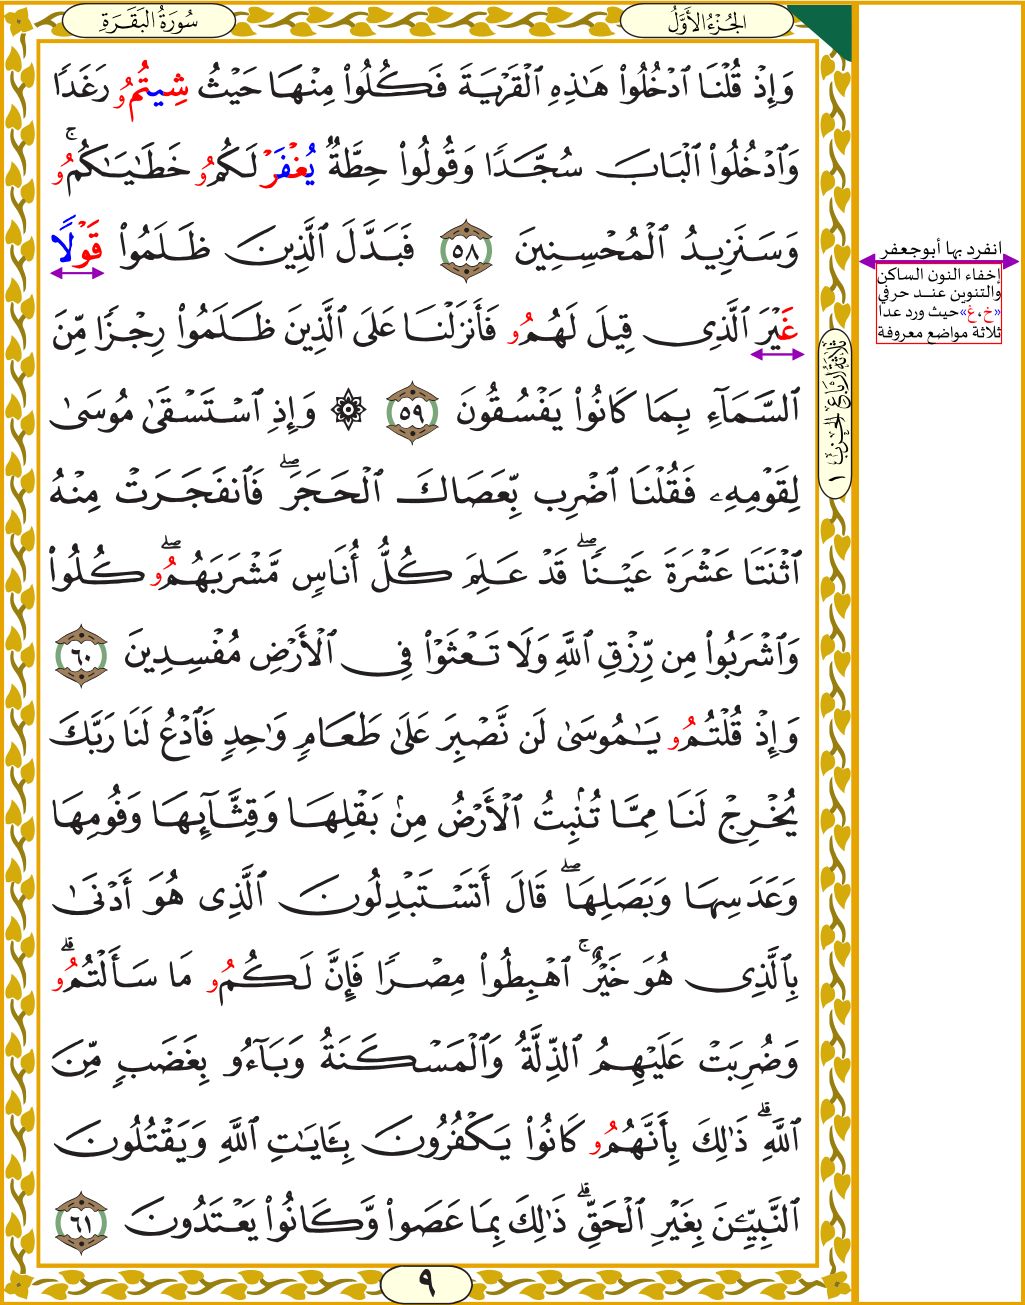 سُورَةُ البَقَرَةِ
الجُزْءُ الأَوَّلُ
وَإِذْ قُلْنَا ٱدْخُلُوا۟ هَـٰذِهِ ٱلْقَرْيَةَ فَكُلُوا۟ مِنْهَا حَيْثُ شِيتُمُۥ رَغَدًا
وَٱدْخُلُوا۟ ٱلْبَابَ سُجَّدًا وَقُولُوا۟ حِطَّةٌ يُغْفَرْ لَكُمُۥ خَطَـٰيَـٰكُمُۥۚ
وَسَنَزِيدُ ٱلْمُحْسِنِينَ ٥٨ فَبَدَّلَ ٱلَّذِينَ ظَلَمُوا۟ قَوْلًا
غَيْرَ ٱلَّذِى قِيلَ لَهُمُۥ فَأَنزَلْنَا عَلَى ٱلَّذِينَ ظَلَمُوا۟ رِجْزًا مِّنَ
ٱلسَّمَآءِ بِمَا كَانُوا۟ يَفْسُقُونَ ٥٩ ۞ وَإِذِ ٱسْتَسْقَىٰ مُوسَىٰ
لِقَوْمِهِۦ فَقُلْنَا ٱضْرِب بِّعَصَاكَ ٱلْحَجَرَۖ فَٱنفَجَرَتْ مِنْهُ
ٱثْنَتَا عَشْرَةَ عَيْنًاۖ قَدْ عَلِمَ كُلُّ أُنَاسٍ مَّشْرَبَهُمُۥۖ كُلُوا۟
وَٱشْرَبُوا۟ مِن رِّزْقِ ٱللَّهِ وَلَا تَعْثَوْا۟ فِى ٱلْأَرْضِ مُفْسِدِينَ ٦٠
وَإِذْ قُلْتُمُۥ يَـٰمُوسَىٰ لَن نَّصْبِرَ عَلَىٰ طَعَامٍ وَٰحِدٍ فَٱدْعُ لَنَا رَبَّكَ
يُخْرِجْ لَنَا مِمَّا تُنۢبِتُ ٱلْأَرْضُ مِنۢ بَقْلِهَا وَقِثَّآئِهَا وَفُومِهَا
وَعَدَسِهَا وَبَصَلِهَاۖ قَالَ أَتَسْتَبْدِلُونَ ٱلَّذِى هُوَ أَدْنَىٰ
بِٱلَّذِى هُوَ خَيْرٌۚ ٱهْبِطُوا۟ مِصْرًا فَإِنَّ لَكُمُۥ مَا سَأَلْتُمُۥۗ
وَضُرِبَتْ عَلَيْهِمُ ٱلذِّلَّةُ وَٱلْمَسْكَنَةُ وَبَآءُو بِغَضَبٍ مِّنَ
ٱللَّهِۗ ذَٰلِكَ بِأَنَّهُمُۥ كَانُوا۟ يَكْفُرُونَ بِـَٔايَـٰتِ ٱللَّهِ وَيَقْتُلُونَ
ٱلنَّبِيِّـۧنَ بِغَيْرِ ٱلْحَقِّۗ ذَٰلِكَ بِمَا عَصَوا۟ وَّكَانُوا۟ يَعْتَدُونَ ٦١
٩
ثَلَاثَةُ أَرْبَاعِ الحِزْبِ ١
انفرد بها أبوجعفر
إخفاء النون الساكن
والتنوين عند حرفي
«خ، غ» حيث ورد عدا
ثلاثة مواضع معروفة